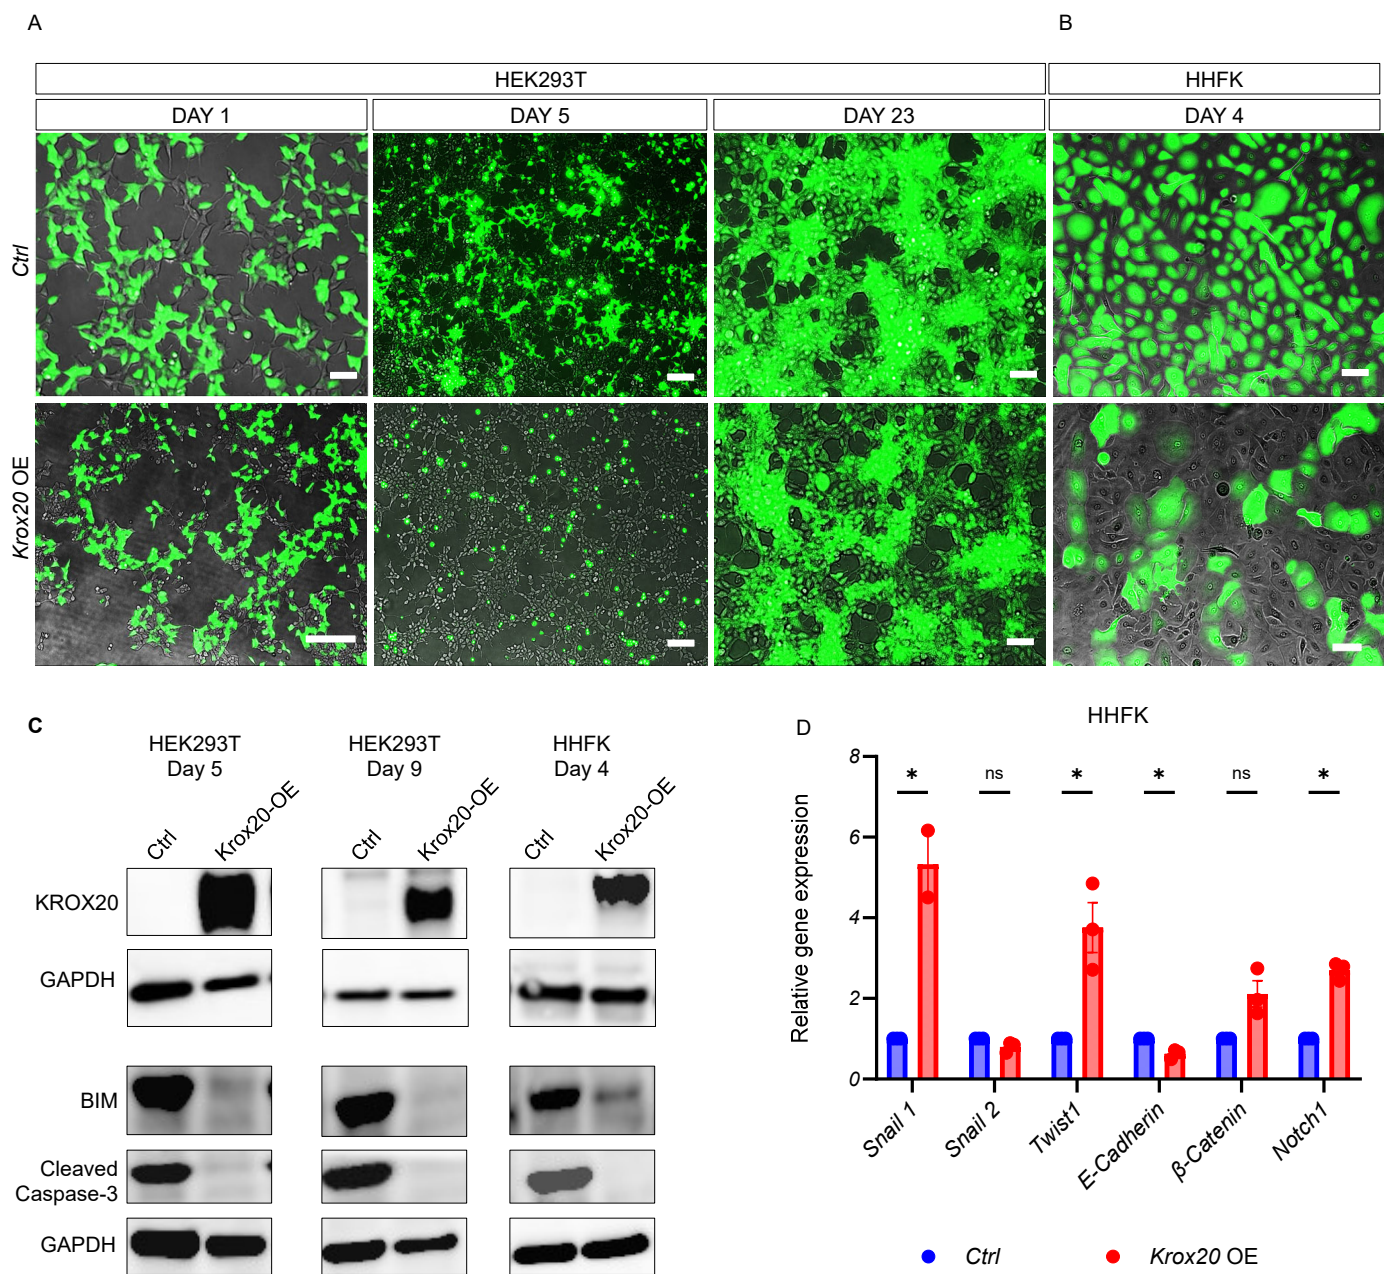 A
B
HEK293T
HHFK
DAY 1
DAY 5
DAY 23
DAY 4
Ctrl
Krox20 OE
C
HEK293T
Day 5
HEK293T
Day 9
HHFK
Day 4
Ctrl
Krox20-OE
Ctrl
Krox20-OE
Ctrl
Krox20-OE
KROX20
GAPDH
BIM
Cleaved
Caspase-3
GAPDH
D
HHFK
Relative gene expression
8
6
4
2
0
*
ns
*
*
ns
*
Snail 1
Snail 2
Twist1
E-Cadherin
β-Catenin
Notch1
Ctrl
Krox20 OE